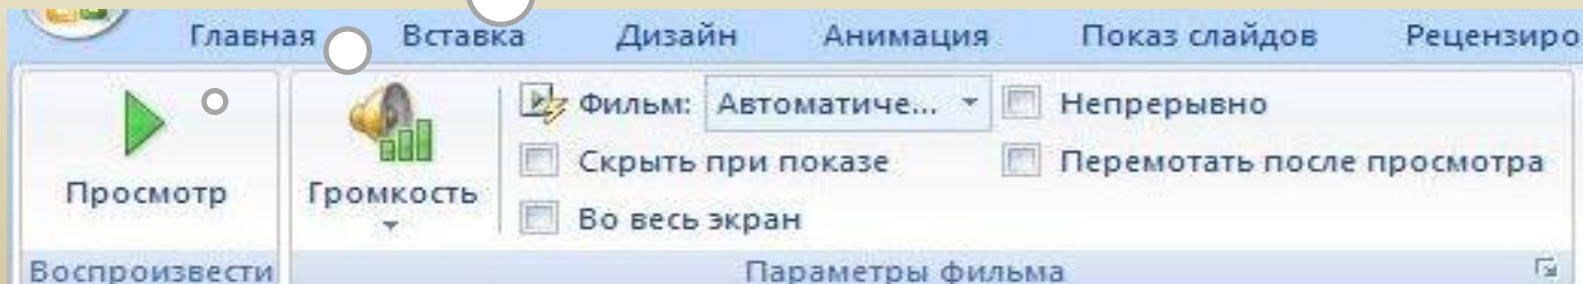 Главная Вставка Дизайн Анимация Показ слайдов Рецензиро
Фильм: Автоматиче... Непрерывно
Скрыть при показе Перемотать после просмотра
Просмотр Громкость
Во весь экран
Воспроизвести Параметры фильма